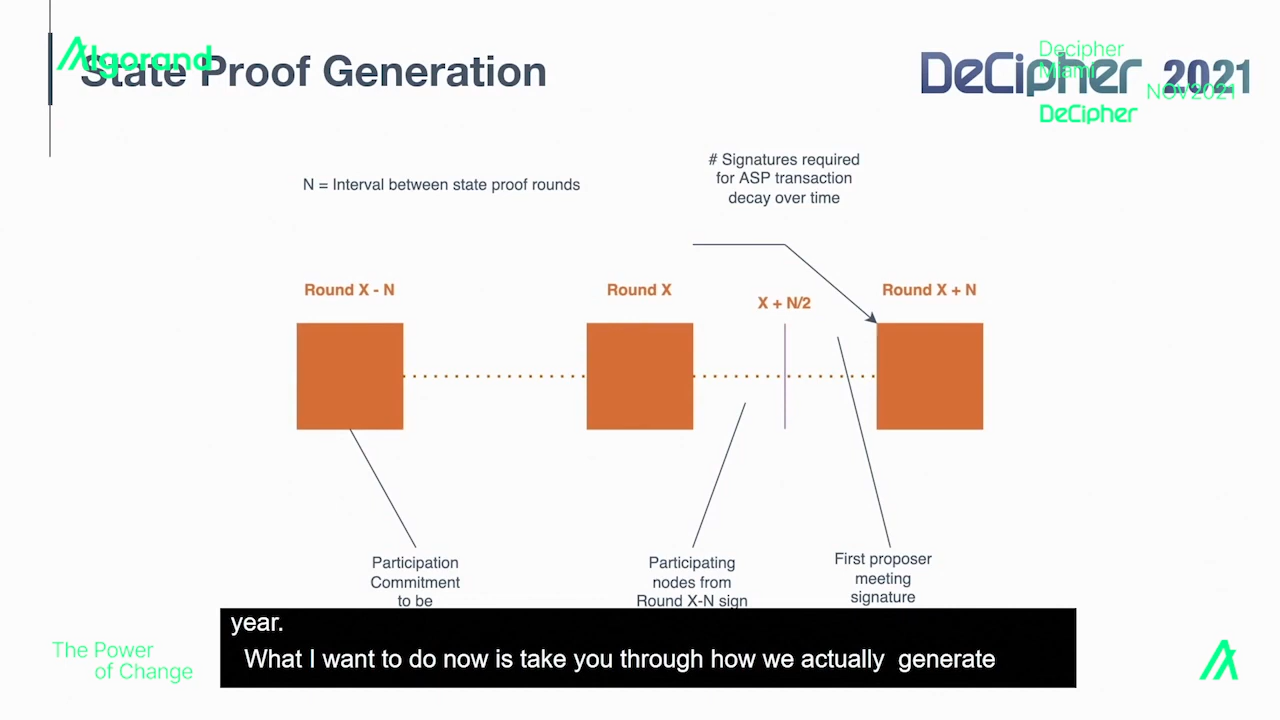 Algorand
State Proof Generation
DeCipher 2021
Decipher
Miami
NOV2021
DeCipher
N = Interval between state proof rounds
# Signatures required
for ASP transaction
decay over time
Round X - N
Round X
X + N/2
Round X + N
Participation
Commitment
to be
Participating
nodes from
Round X-N sign
First proposer
meeting
signature
year.
What I want to do now is take you through how we actually generate
The Power
of Change